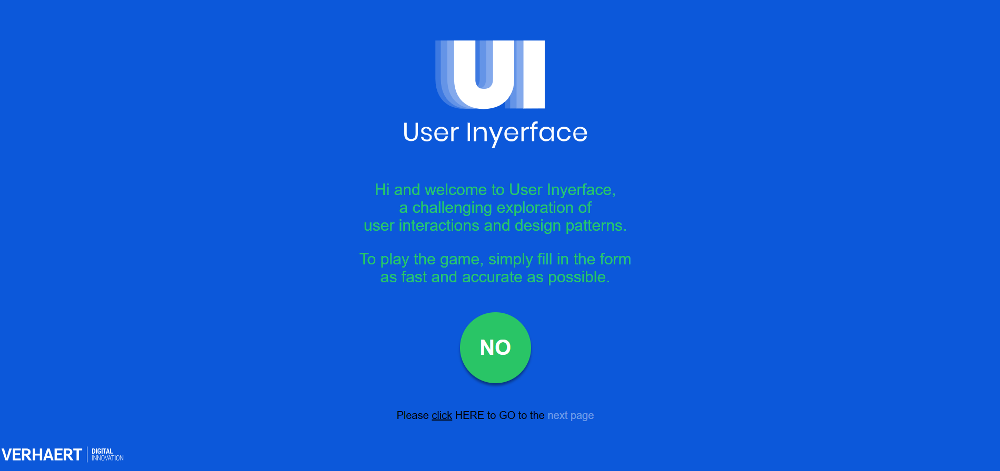 UI
User Inyerface
Hi and welcome to User Inyerface,
a challenging exploration of
user interactions and design patterns.
To play the game, simply fill in the form
as fast and accurate as possible.
NO
Please click HERE to GO to the next page
VERHAERT
DIGITAL
INNOVATION